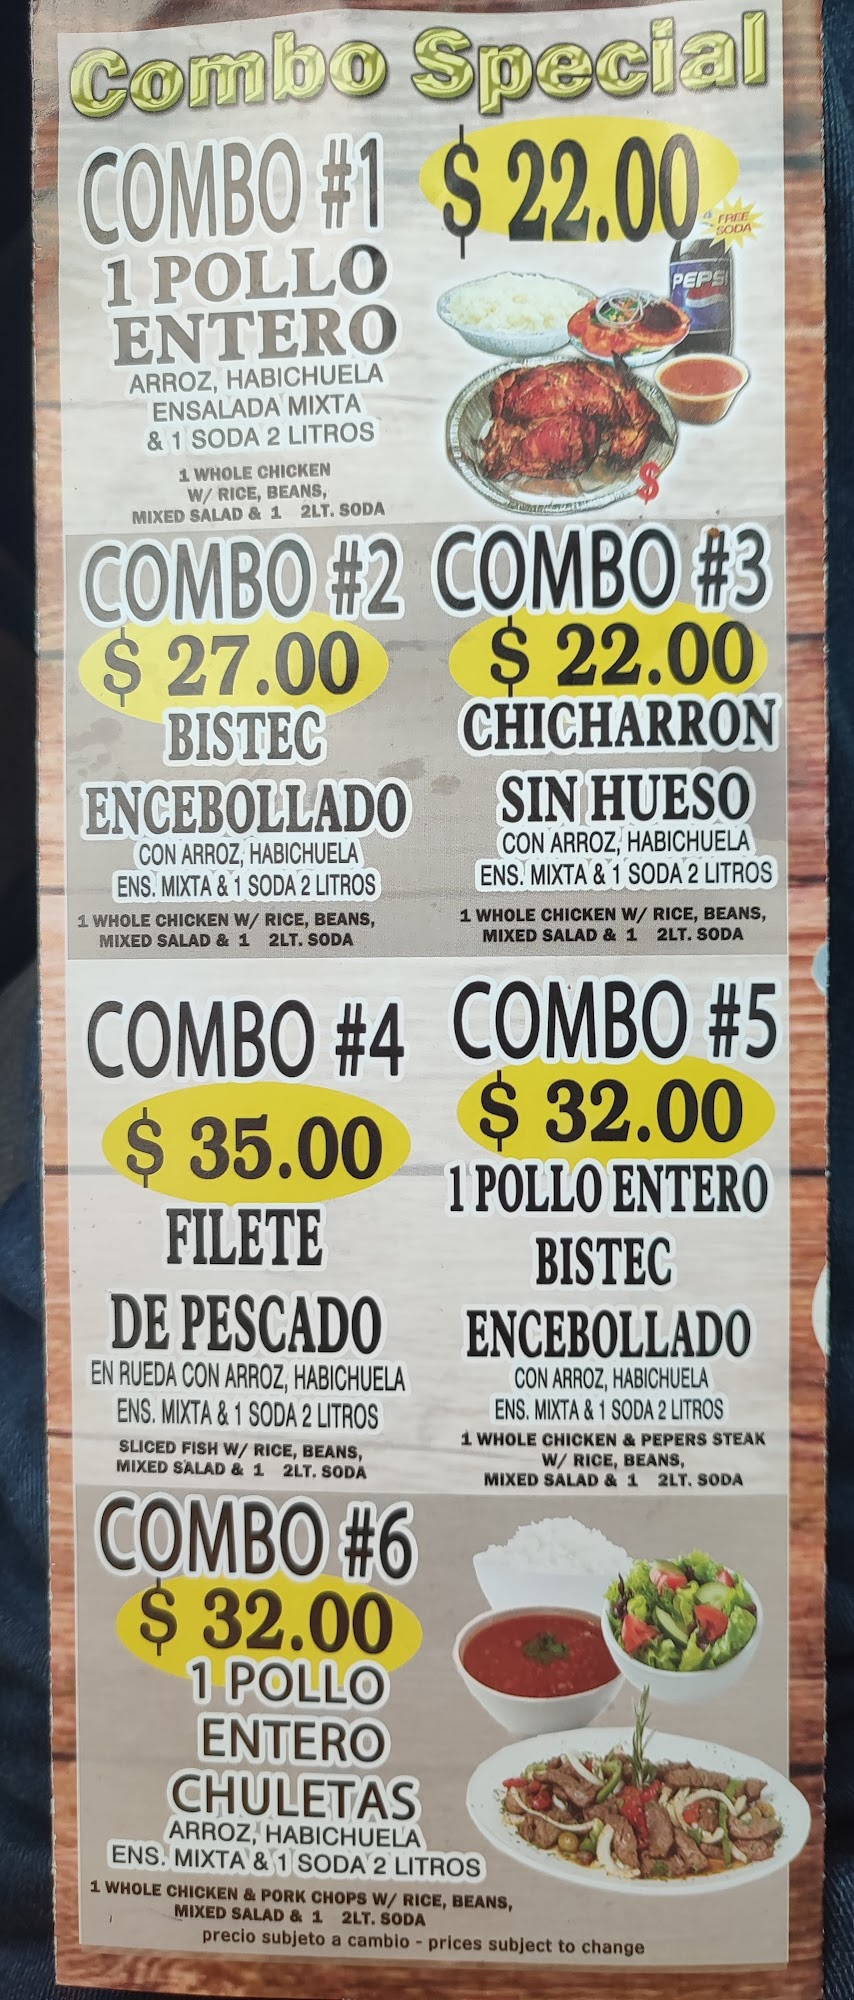 Combo Special
COMBO #1
$ 22.00
FREE
SODA
PEPSI
1 POLLO
ENTERO
ARROZ, HABICHUELA
ENSALADA MIXTA
& 1 SODA 2 LITROS
1 WHOLE CHICKEN
W/ RICE, BEANS,
MIXED SALAD & 1 2LT. SODA
$
COMBO #2
$ 27.00
BISTEC
ENCEBOLLADO
CON ARROZ, HABICHUELA
ENS. MIXTA & 1 SODA 2 LITROS
1 WHOLE CHICKEN W/ RICE, BEANS,
MIXED SALAD & 1 2LT. SODA
COMBO #3
$ 22.00
CHICHARRON
SIN HUESO
CON ARROZ, HABICHUELA
ENS. MIXTA & 1 SODA 2 LITROS
1 WHOLE CHICKEN W/ RICE, BEANS,
MIXED SALAD & 1 2LT. SODA
COMBO #4
$ 35.00
FILETE
DE PESCADO
EN RUEDA CON ARROZ, HABICHUELA
ENS. MIXTA & 1 SODA 2 LITROS
SLICED FISH W/ RICE, BEANS,
MIXED SALAD & 1 2LT. SODA
COMBO #5
$ 32.00
1 POLLO ENTERO
BISTEC
ENCEBOLLADO
CON ARROZ, HABICHUELA
ENS. MIXTA & 1 SODA 2 LITROS
1 WHOLE CHICKEN & PEPERS STEAK
W/ RICE, BEANS,
MIXED SALAD & 1 2LT. SODA
COMBO #6
$ 32.00
1 POLLO
ENTERO
CHULETAS
ARROZ, HABICHUELA
ENS. MIXTA & 1 SODA 2 LITROS
1 WHOLE CHICKEN & PORK CHOPS W/ RICE, BEANS,
MIXED SALAD & 1 2LT. SODA
precio subjeto a cambio - prices subject to change